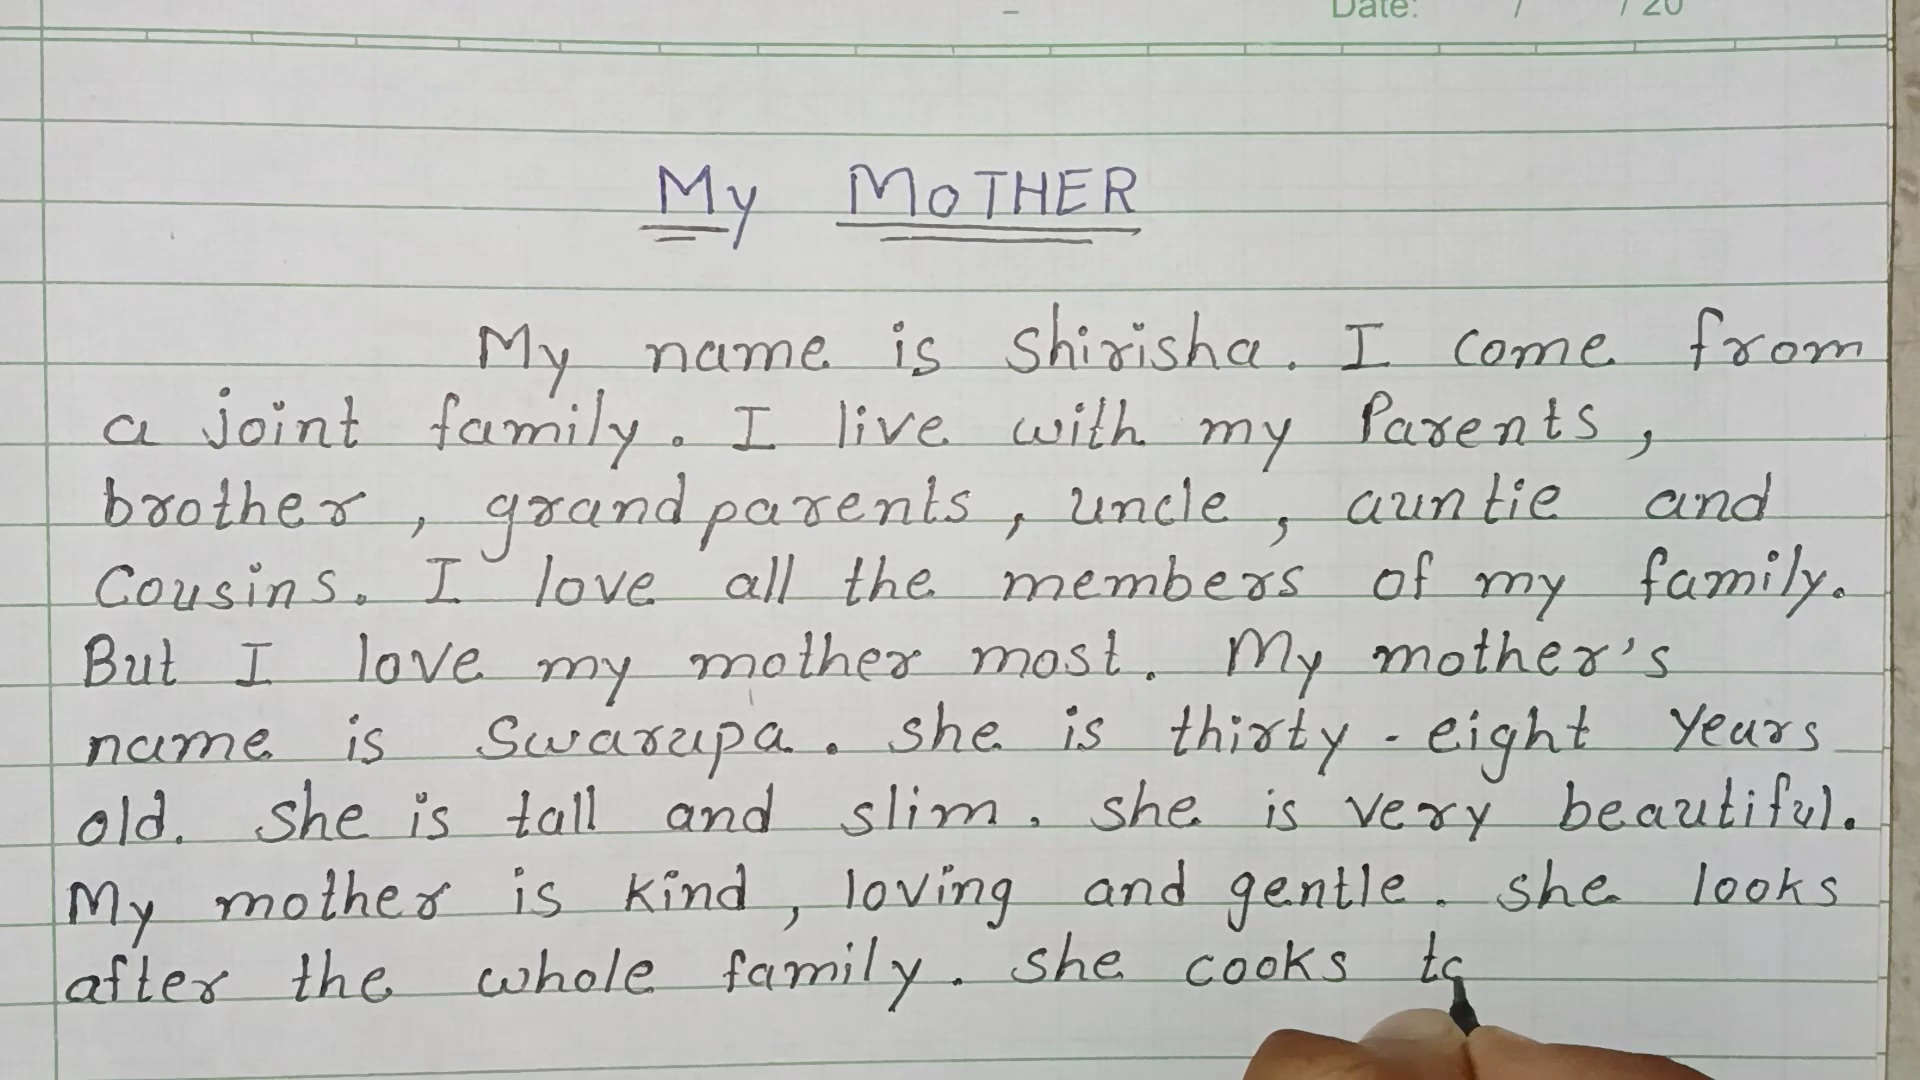 Date: / / 20
My MOTHER
My name is Shirisha. I come from
a joint family. I live with my Parents,
brother, grandparents, uncle, auntie and
Cousins. I love all the members of my family.
But I love my mother most. My mother's
name is Swarupa. she is thirty-eight years
old. she is tall and slim. she is very beautiful.
My mother is kind, loving and gentle. she looks
after the whole family. she cooks